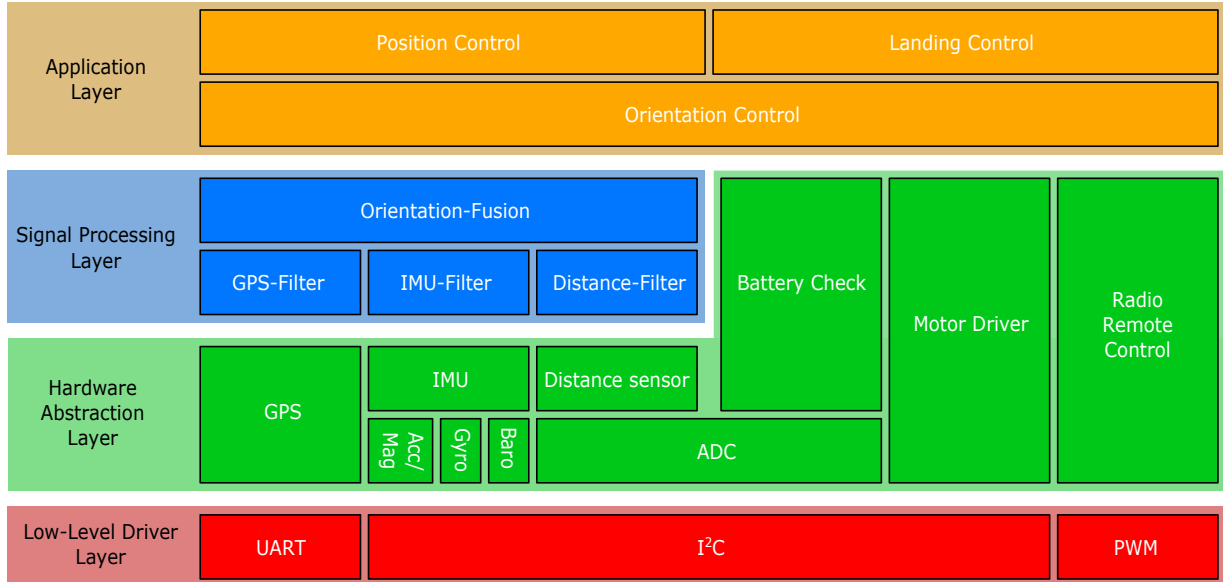 Application
Layer
Position Control
Landing Control
Orientation Control
Signal Processing
Layer
Orientation-Fusion
GPS-Filter
IMU-Filter
Distance-Filter
Battery Check
Motor Driver
Radio
Remote
Control
Hardware
Abstraction
Layer
GPS
IMU
Distance sensor
Acc/
Mag
Gyro
Baro
ADC
Low-Level Driver
Layer
UART
I²C
PWM